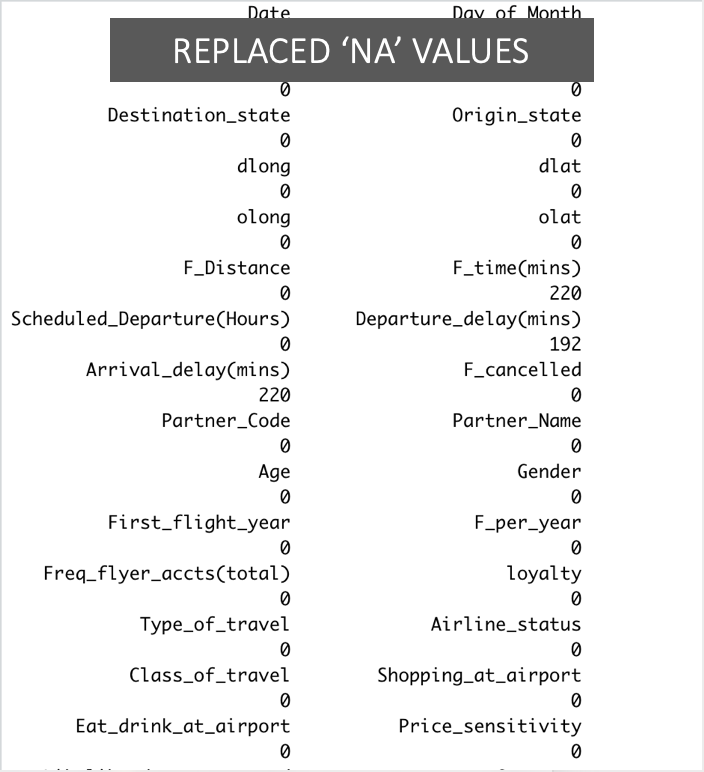 Date Day of Month
REPLACED ‘NA’ VALUES
0 0
Destination_state Origin_state
0 0
dlong dlat
0 0
olong olat
0 0
F_Distance F_time(mins)
0 220
Scheduled_Departure(Hours) Departure_delay(mins)
0 192
Arrival_delay(mins) F_cancelled
220 0
Partner_Code Partner_Name
0 0
Age Gender
0 0
First_flight_year F_per_year
0 0
Freq_flyer_accts(total) loyalty
0 0
Type_of_travel Airline_status
0 0
Class_of_travel Shopping_at_airport
0 0
Eat_drink_at_airport Price_sensitivity
0 0